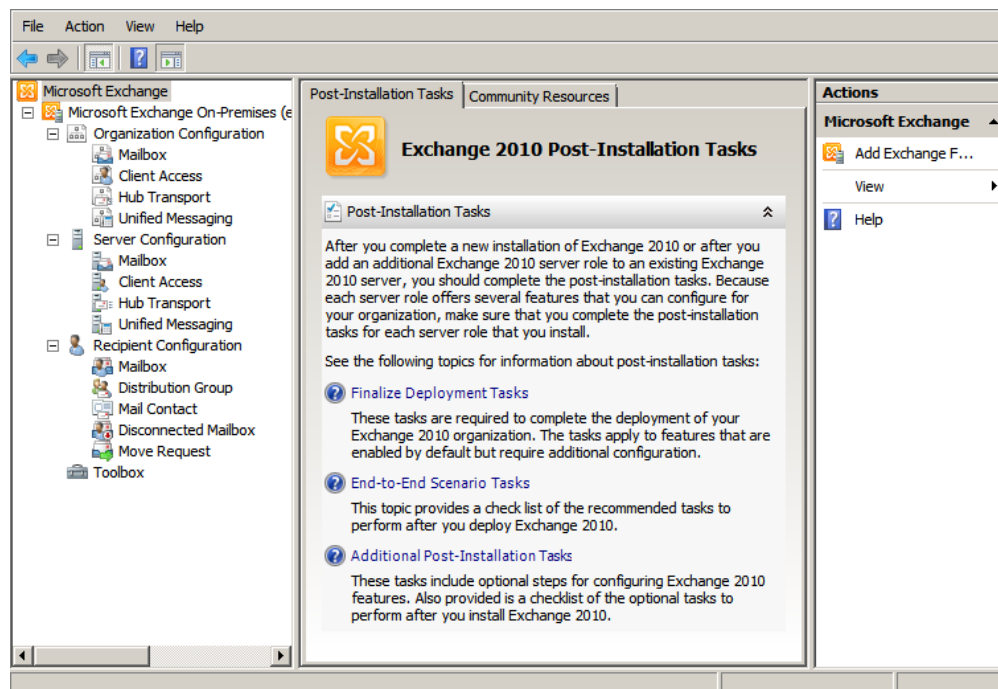 File Action View Help
Microsoft Exchange
Microsoft Exchange On-Premises (e
Organization Configuration
Mailbox
Client Access
Hub Transport
Unified Messaging
Server Configuration
Mailbox
Client Access
Hub Transport
Unified Messaging
Recipient Configuration
Mailbox
Distribution Group
Mail Contact
Disconnected Mailbox
Move Request
Toolbox
Post-Installation Tasks Community Resources
Exchange 2010 Post-Installation Tasks
Post-Installation Tasks
After you complete a new installation of Exchange 2010 or after you
add an additional Exchange 2010 server role to an existing Exchange
2010 server, you should complete the post-installation tasks. Because
each server role offers several features that you can configure for
your organization, make sure that you complete the post-installation
tasks for each server role that you install.
See the following topics for information about post-installation tasks:
Finalize Deployment Tasks
These tasks are required to complete the deployment of your
Exchange 2010 organization. The tasks apply to features that are
enabled by default but require additional configuration.
End-to-End Scenario Tasks
This topic provides a check list of the recommended tasks to
perform after you deploy Exchange 2010.
Additional Post-Installation Tasks
These tasks include optional steps for configuring Exchange 2010
features. Also provided is a checklist of the optional tasks to
perform after you install Exchange 2010.
Actions
Microsoft Exchange
Add Exchange F...
View
Help